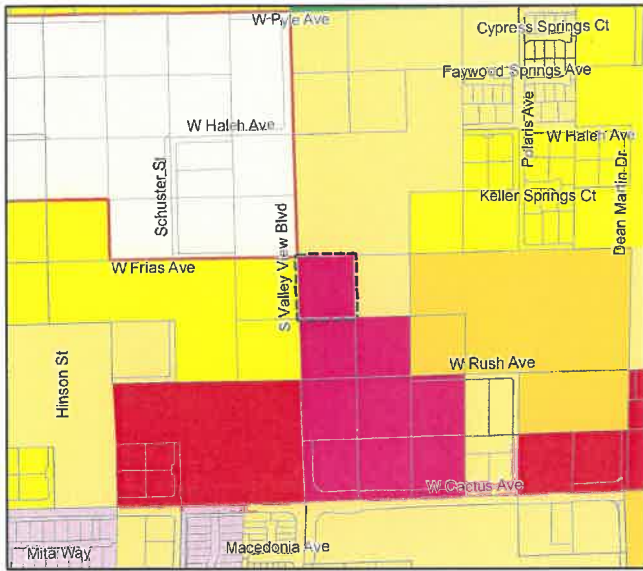 W Pyle Ave
Cypress Springs Ct
Faywood Springs Ave
W Haleh Av
Polaris Ave
W Haleh Ave
Schuster St
Keller Springs Ct
Dean Martin Dr
S Valley View Blvd
W Frias Ave
W Rush Ave
Hinson St
W Cactus Ave
Mita Way
Macedonia Ave